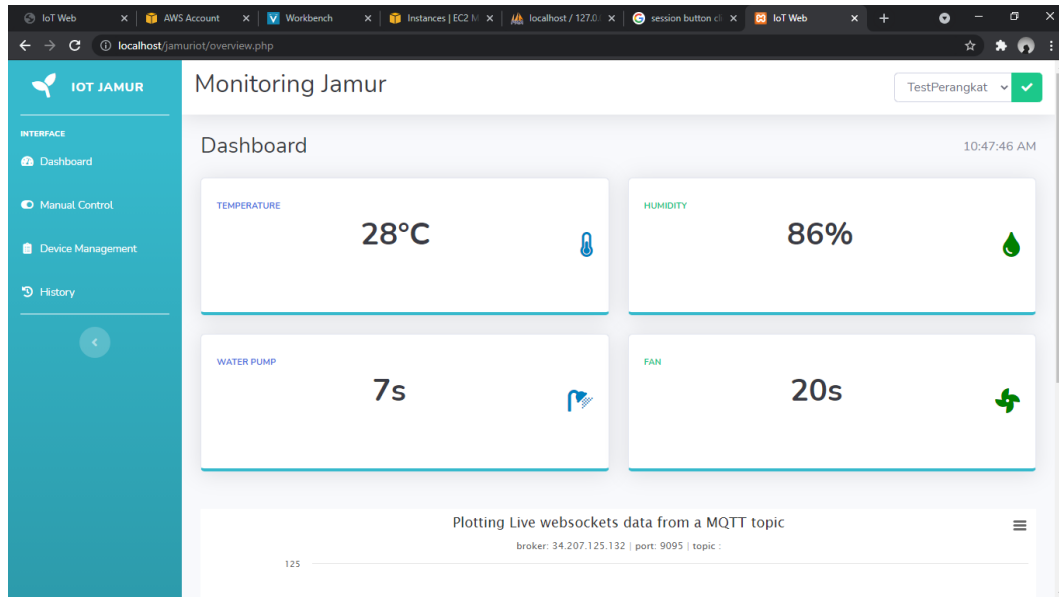 IoT Web
AWS Account
Workbench
Instances | EC2 M
localhost / 127.0.
session button cli
IoT Web
localhost/jamuriot/overview.php
IOT JAMUR
Monitoring Jamur
TestPerangkat
INTERFACE
Dashboard
Manual Control
Device Management
History
Dashboard
10:47:46 AM
TEMPERATURE
28°C
HUMIDITY
86%
WATER PUMP
7s
FAN
20s
Plotting Live websockets data from a MQTT topic
broker: 34.207.125.132 | port: 9095 | topic :
125